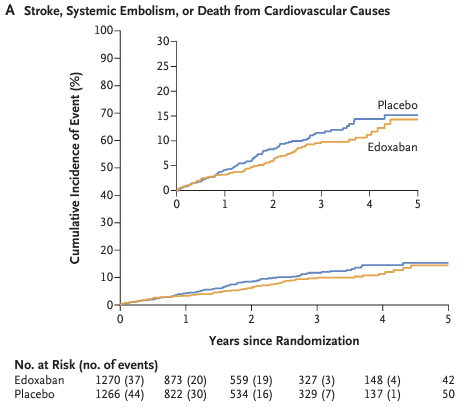 A Stroke, Systemic Embolism, or Death from Cardiovascular Causes
Cumulative Incidence of Event (%)
100
90
80
70
60
50
40
30
20
10
0
30
25
20
15
10
5
0
Placebo
Edoxaban
0 1 2 3 4 5
0 1 2 3 4 5
Years since Randomization
No. at Risk (no. of events)
Edoxaban 1270 (37) 873 (20) 559 (19) 327 (3) 148 (4) 42
Placebo 1266 (44) 822 (30) 534 (16) 329 (7) 137 (1) 50